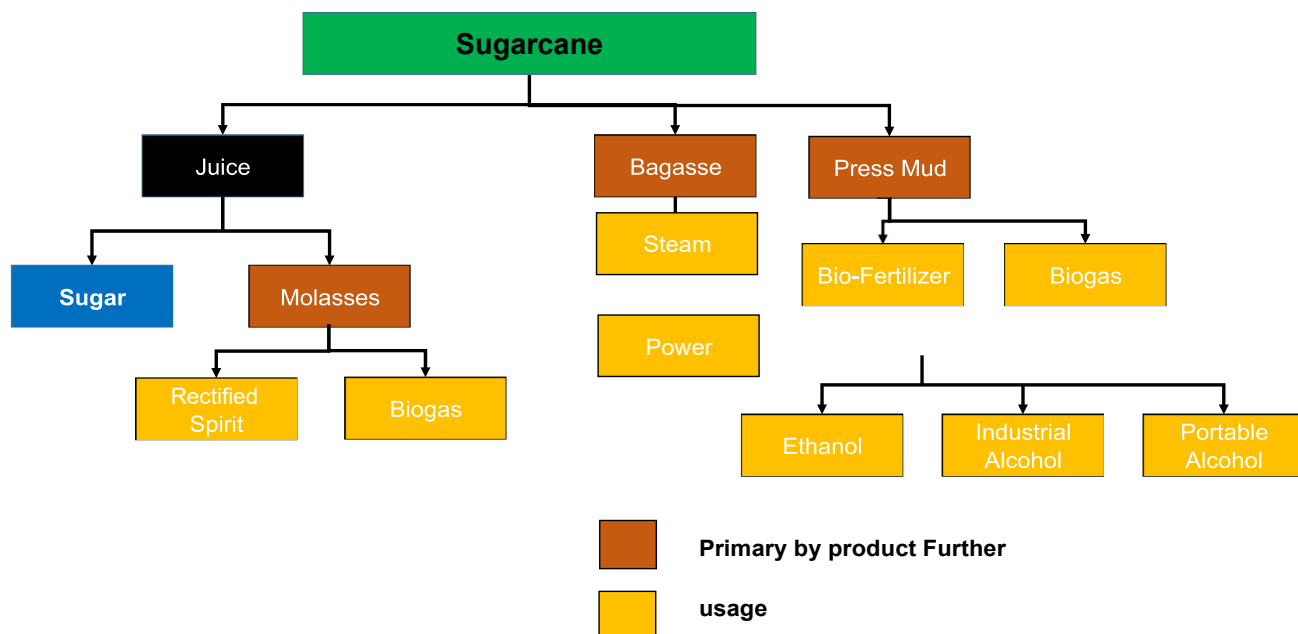 Sugarcane
Juice
Bagasse
Press Mud
Steam
Bio-Fertilizer
Biogas
Sugar
Molasses
Power
Rectified
Spirit
Biogas
Ethanol
Industrial
Alcohol
Portable
Alcohol
Primary by product Further
usage